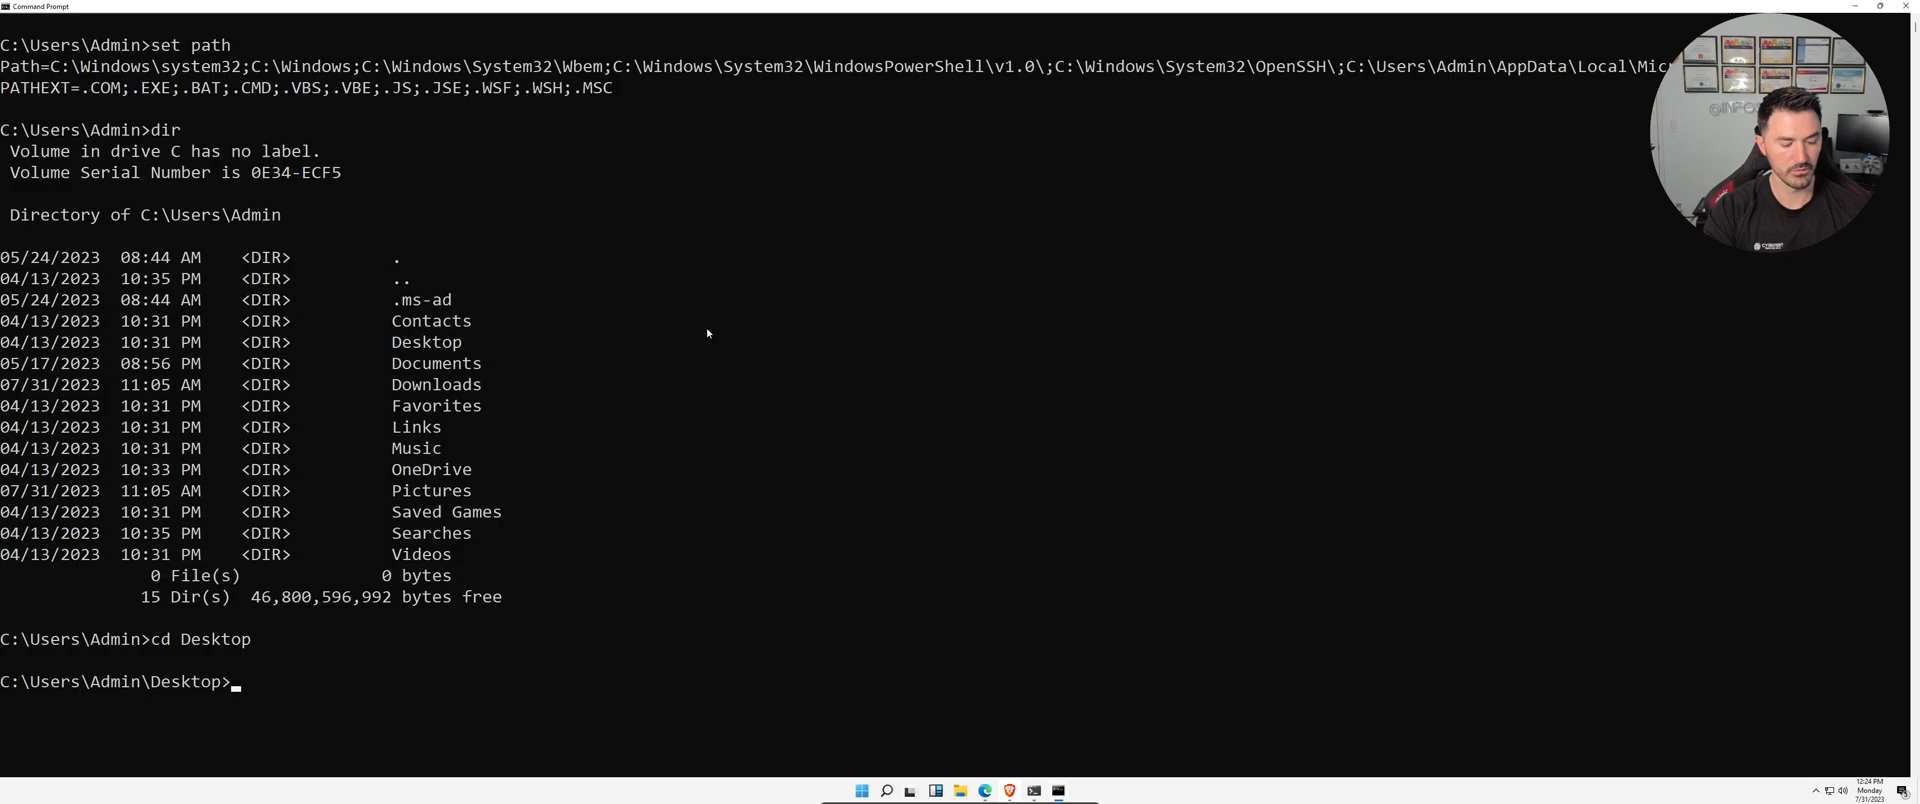 Command Prompt
C:\Users\Admin>set path
Path=C:\Windows\system32;C:\Windows;C:\Windows\System32\Wbem;C:\Windows\System32\WindowsPowerShell\v1.0\;C:\Windows\System32\OpenSSH\;C:\Users\Admin\AppData\Local\Micr
PATHEXT=.COM;.EXE;.BAT;.CMD;.VBS;.VBE;.JS;.JSE;.WSF;.WSH;.MSC
@INFOS
C:\Users\Admin>dir
Volume in drive C has no label.
Volume Serial Number is 0E34-ECF5
Directory of C:\Users\Admin
05/24/2023 08:44 AM <DIR> .
04/13/2023 10:35 PM <DIR> ..
05/24/2023 08:44 AM <DIR> .ms-ad
04/13/2023 10:31 PM <DIR> Contacts
04/13/2023 10:31 PM <DIR> Desktop
05/17/2023 08:56 PM <DIR> Documents
07/31/2023 11:05 AM <DIR> Downloads
04/13/2023 10:31 PM <DIR> Favorites
04/13/2023 10:31 PM <DIR> Links
04/13/2023 10:31 PM <DIR> Music
04/13/2023 10:33 PM <DIR> OneDrive
07/31/2023 11:05 AM <DIR> Pictures
04/13/2023 10:31 PM <DIR> Saved Games
04/13/2023 10:35 PM <DIR> Searches
04/13/2023 10:31 PM <DIR> Videos
0 File(s) 0 bytes
15 Dir(s) 46,800,596,992 bytes free
C:\Users\Admin>cd Desktop
C:\Users\Admin\Desktop>
12:24 PM
Monday
7/31/2023